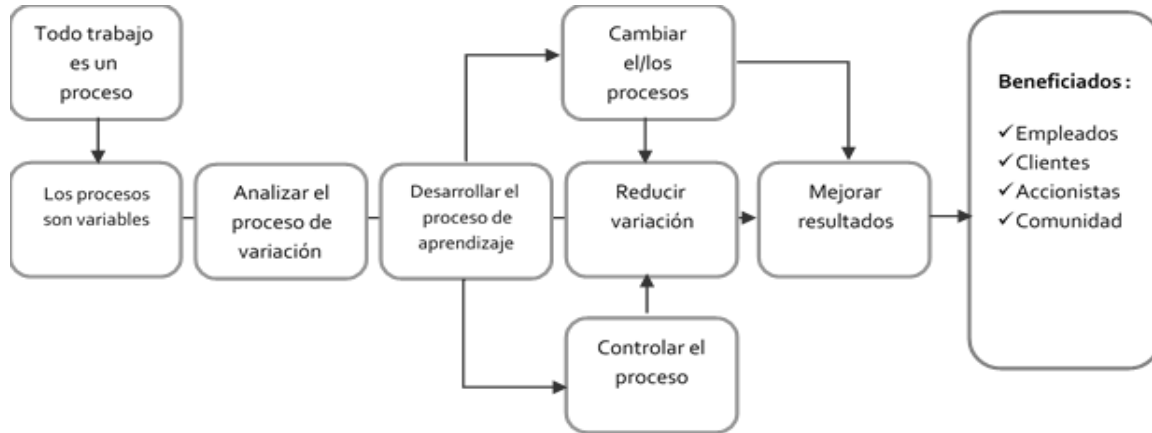 Todo trabajo
es un
proceso
Los procesos
son variables
Analizar el
proceso de
variación
Desarrollar el
proceso de
aprendizaje
Cambiar
el/los
procesos
Reducir
variación
Controlar el
proceso
Mejorar
resultados
Beneficiados :
✓Empleados
✓Clientes
✓Accionistas
✓Comunidad